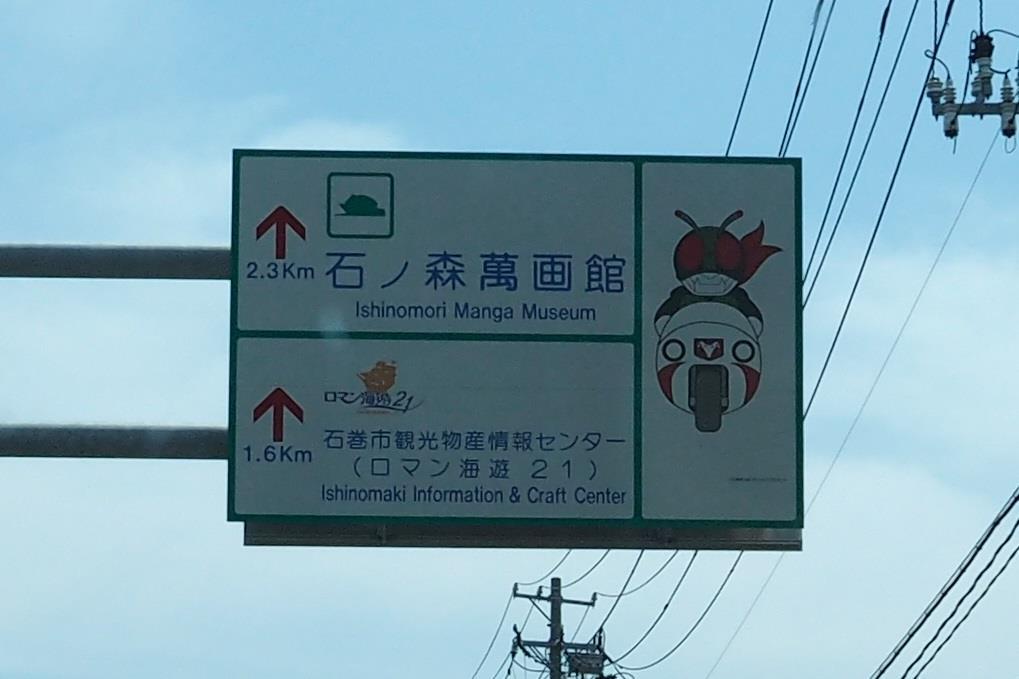 2.3Km
石ノ森萬画館
Ishinomori Manga Museum
ロマン海遊21
1.6Km
石巻市観光物産情報センター
(ロマン海遊 21)
Ishinomaki Information & Craft Center